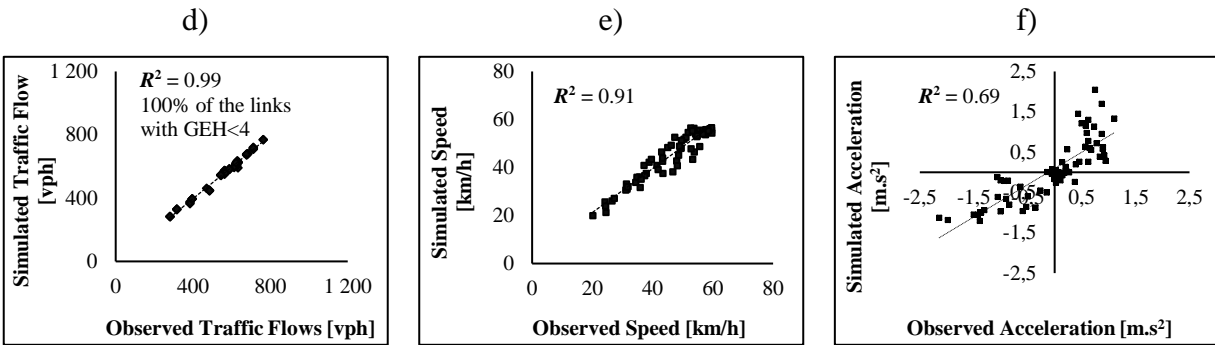 d)
Simulated Traffic Flow
[vph]
1 200
800
400
0
R² = 0.99
100% of the links
with GEH<4
0
400
800
1 200
Observed Traffic Flows [vph]
e)
Simulated Speed
[km/h]
80
60
40
20
0
R² = 0.91
0
20
40
60
80
Observed Speed [km/h]
f)
Simulated Acceleration
[m.s²]
2,5
1,5
0,5
-0,5
-1,5
-2,5
R² = 0.69
-2,5
-1,5
-0,5
0,5
1,5
2,5
Observed Acceleration [m.s²]